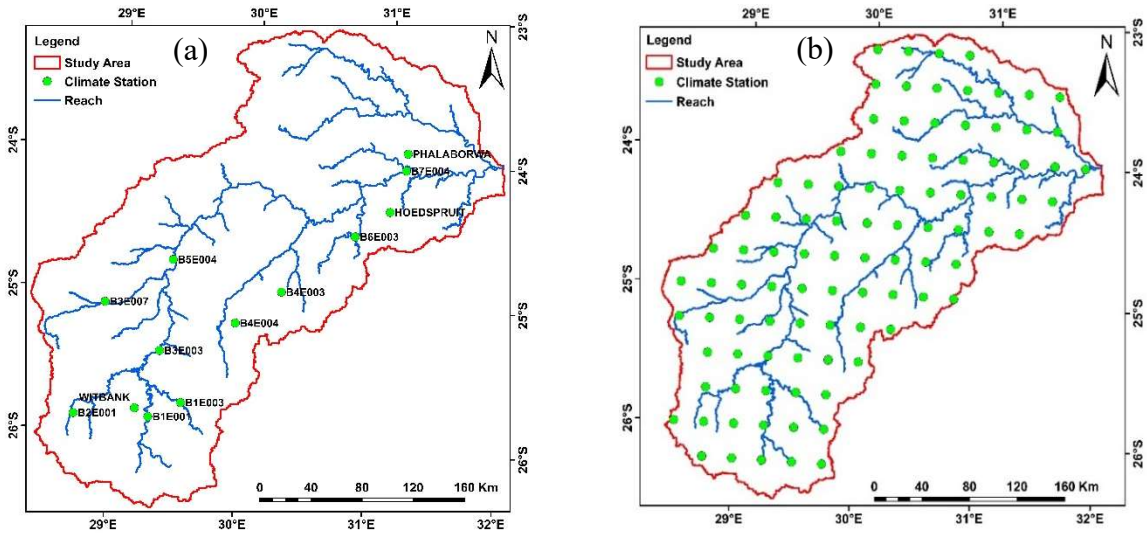 29°E 30°E 31°E
23°S
(a)
N
Legend
Study Area
Climate Station
Reach
24°S
24°S
PHALABORWA
B7E004
HOEDSPRUIT
B6E003
B5E004
25°S
B3E007
B4E003
25°S
B4E004
B3E003
WITBANK
B1E003
B2E001
B1E001
26°S
26°S
0 40 80 160 Km
29°E 30°E 31°E 32°E
30°E 31°E
23°S
(b)
N
Legend
Study Area
Climate Station
Reach
24°S
24°S
25°S
25°S
26°S
26°S
0 40 80 160 Km
29°E 30°E 31°E 32°E